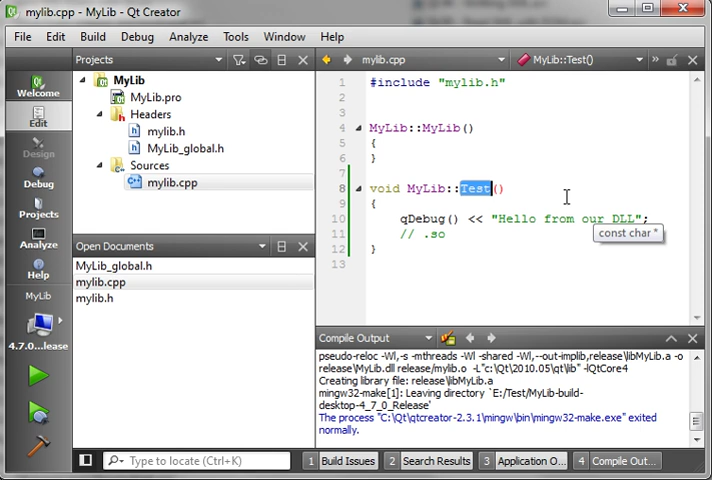 mylib.cpp - MyLib - Qt Creator
File Edit Build Debug Analyze Tools Window Help
Projects
mylib.cpp
MyLib::Test()
Welcome
Edit
Design
Debug
Projects
Analyze
Help
MyLib
4.7.0...lease
MyLib
MyLib.pro
Headers
mylib.h
MyLib_global.h
Sources
mylib.cpp
Open Documents
MyLib_global.h
mylib.cpp
mylib.h
1 #include "mylib.h"
2
3
4 MyLib::MyLib()
5 {
6 }
7
8 void MyLib::Test()
9 {
10 qDebug() << "Hello from our DLL";
const char *
11 // .so
12 }
13
Compile Output
pseudo-reloc -Wl,-s -mthreads -Wl -shared -Wl,--out-implib,release\libMyLib.a -o
release\MyLib.dll release/mylib.o -L"c:\Qt\2010.05\qt\lib" -lQtCore4
Creating library file: release\libMyLib.a
mingw32-make[1]: Leaving directory `E:/Test/MyLib-build-
desktop-4_7_0_Release'
The process "C:\Qt\qtcreator-2.3.1\mingw\bin\mingw32-make.exe" exited
normally.
Type to locate (Ctrl+K)
1 Build Issues
2 Search Results
3 Application O...
4 Compile Out...